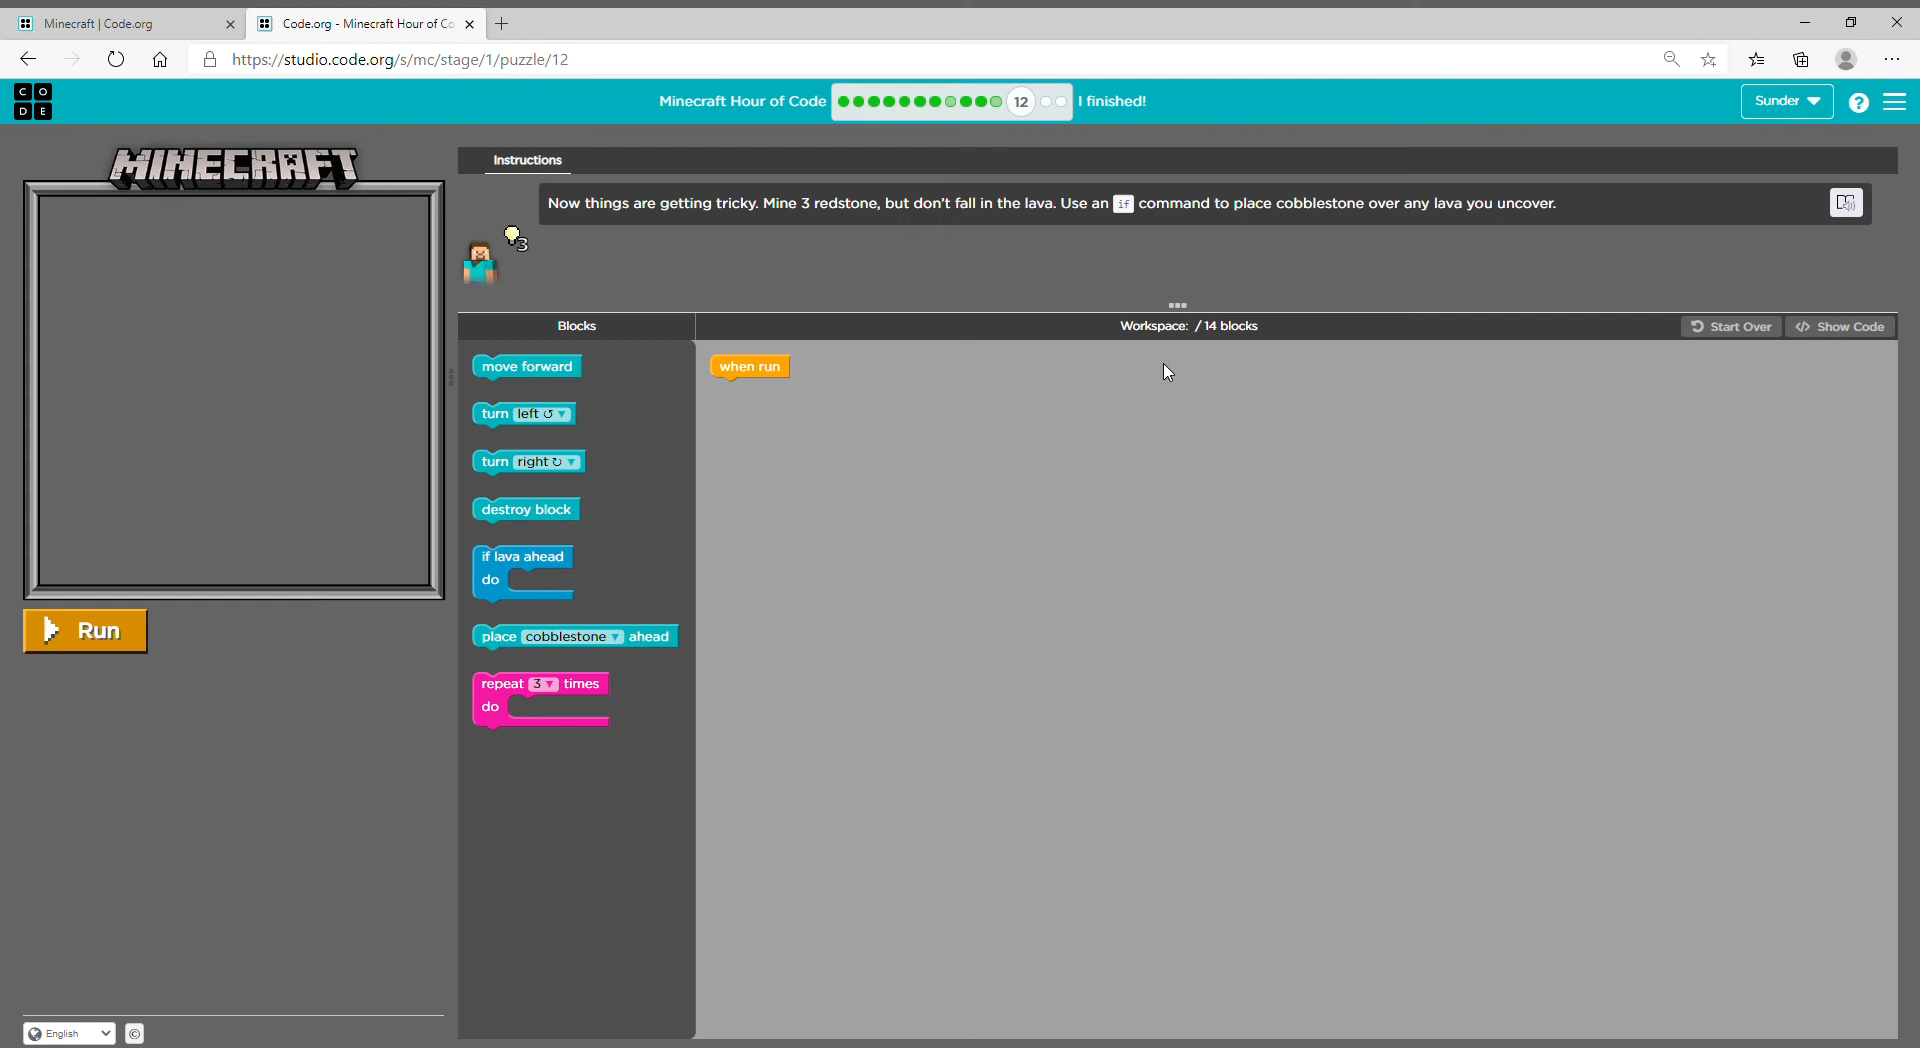 Minecraft | Code.org
Code.org - Minecraft Hour of Co
https://studio.code.org/s/mc/stage/1/puzzle/12
CODE
Minecraft Hour of Code
12
I finished!
Sunder
?
MINECRAFT
Instructions
Now things are getting tricky. Mine 3 redstone, but don't fall in the lava. Use an if command to place cobblestone over any lava you uncover.
3
Blocks
Workspace: / 14 blocks
Start Over
</> Show Code
move forward
when run
turn left ↺
turn right ↻
destroy block
if lava ahead
do
place cobblestone ahead
Run
repeat 3 times
do
English
©